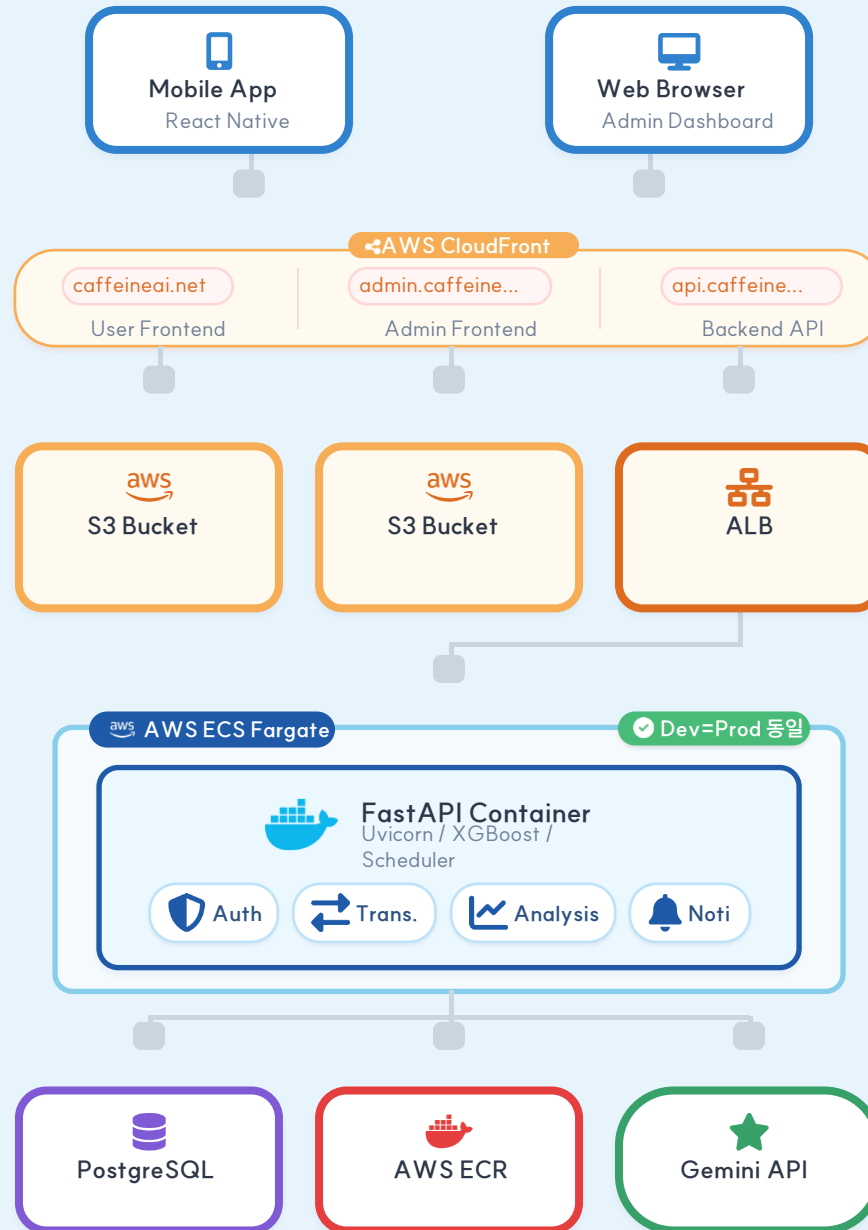 Mobile App
React Native
Web Browser
Admin Dashboard
AWS CloudFront
caffeineai.net
User Frontend
admin.caffeine...
Admin Frontend
api.caffeine...
Backend API
aws
S3 Bucket
aws
S3 Bucket
ALB
aws AWS ECS Fargate
Dev=Prod 동일
FastAPI Container
Uvicorn / XGBoost /
Scheduler
Auth
Trans.
Analysis
Noti
PostgreSQL
AWS ECR
Gemini API